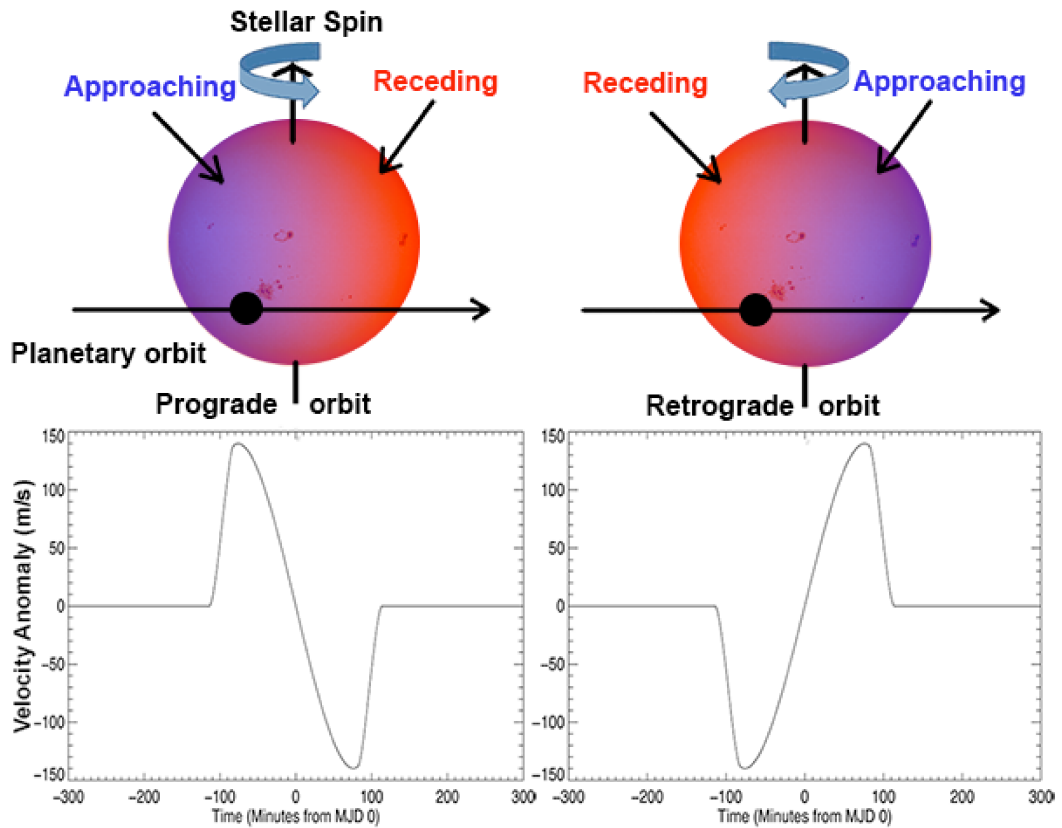 Stellar Spin
Approaching
Receding
Receding
Approaching
Planetary orbit
Prograde orbit
Retrograde orbit
Velocity Anomaly (m/s)
150
100
50
0
−50
−100
−150
−300 −200 −100 0 100 200 300
Time (Minutes from MJD 0)
150
100
50
0
−50
−100
−150
−300 −200 −100 0 100 200 300
Time (Minutes from MJD 0)